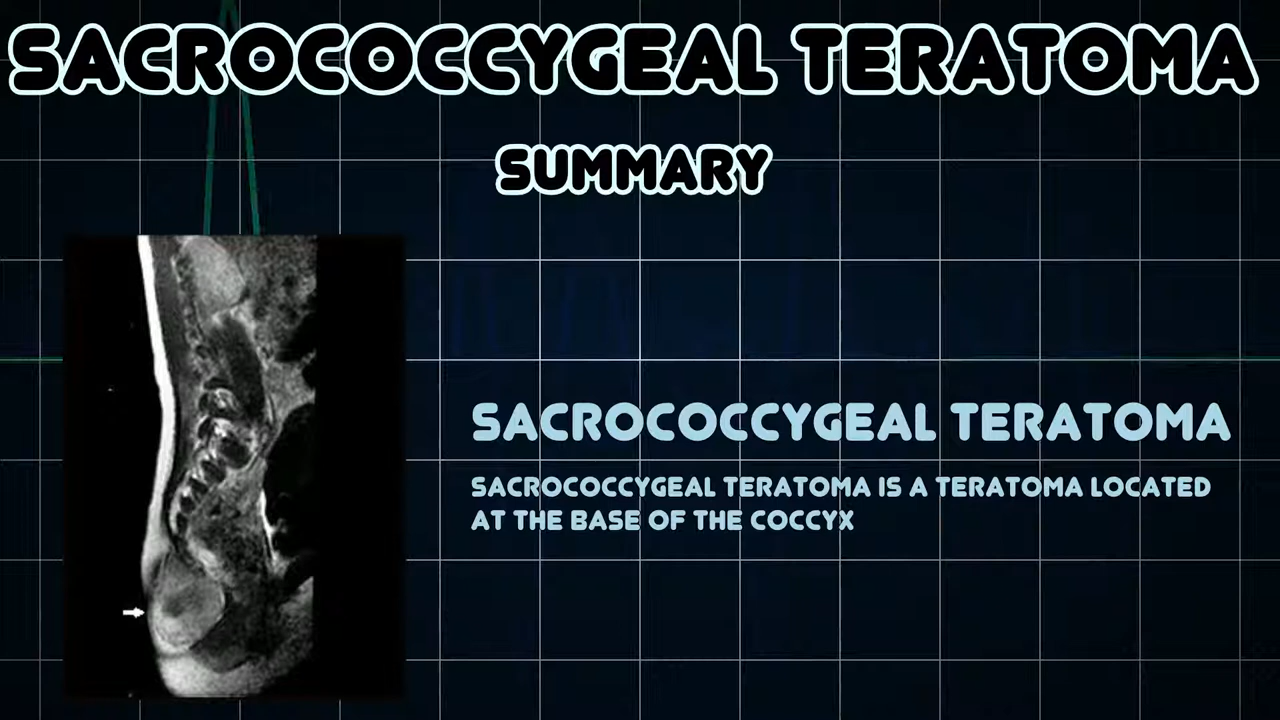 SACROCOCCYGEAL TERATOMA
SUMMARY
SACROCOCCYGEAL TERATOMA
SACROCOCCYGEAL TERATOMA IS A TERATOMA LOCATED
AT THE BASE OF THE COCCYX